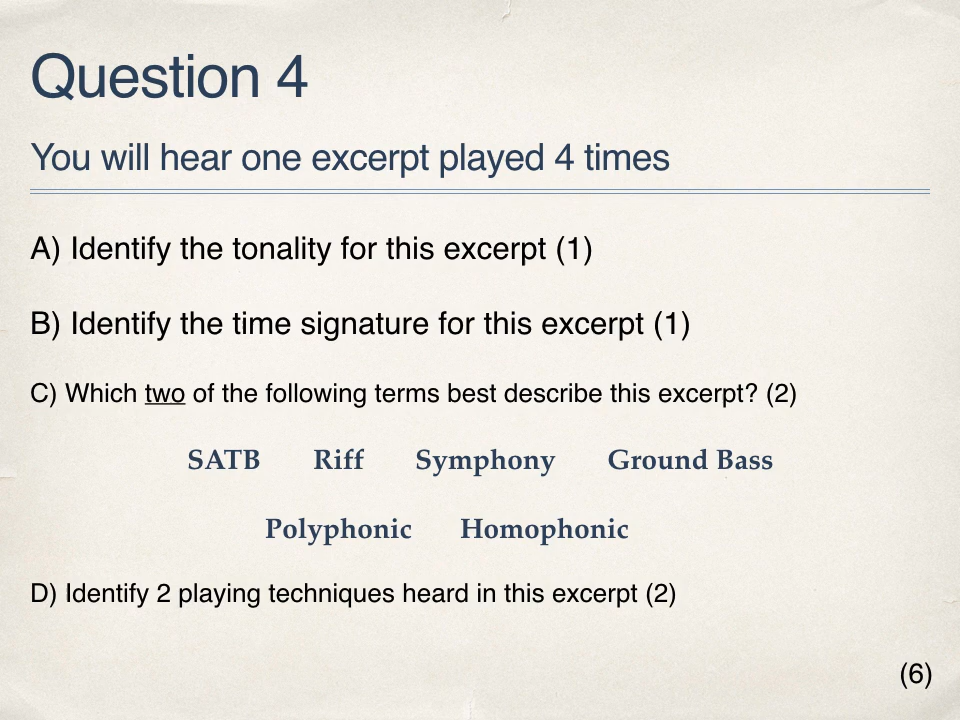 Question 4
You will hear one excerpt played 4 times
A) Identify the tonality for this excerpt (1)
B) Identify the time signature for this excerpt (1)
C) Which two of the following terms best describe this excerpt? (2)
SATB Riff Symphony Ground Bass
Polyphonic Homophonic
D) Identify 2 playing techniques heard in this excerpt (2)
(6)